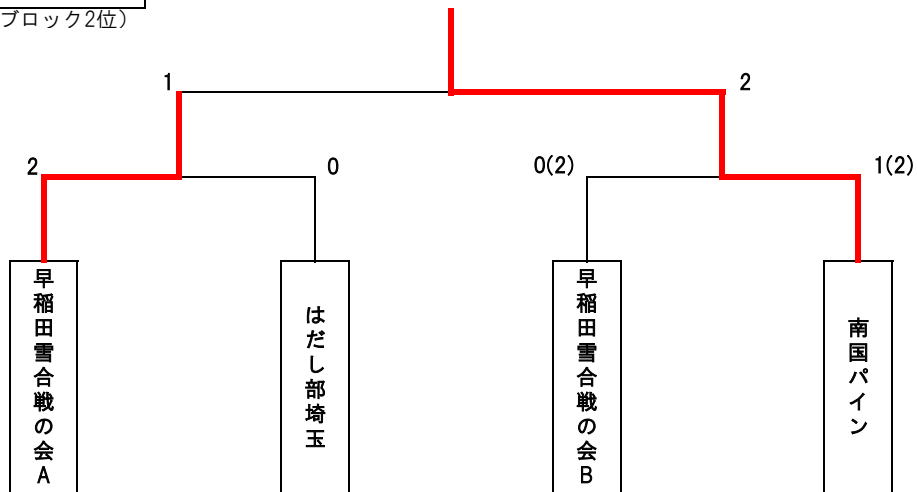 ブロック2位）
1
2
2
0
0(2)
1(2)
早稲田雪合戦の会A
はだし部埼玉
早稲田雪合戦の会B
南国パイン